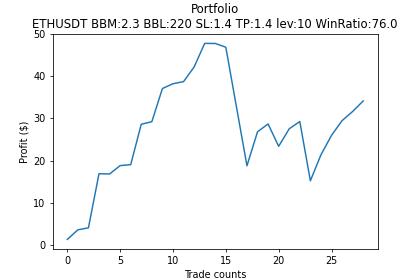 Portfolio
ETHUSDT BBM:2.3 BBL:220 SL:1.4 TP:1.4 lev:10 WinRatio:76.0
50
40
30
20
10
0
Profit ($)
0 5 10 15 20 25
Trade counts